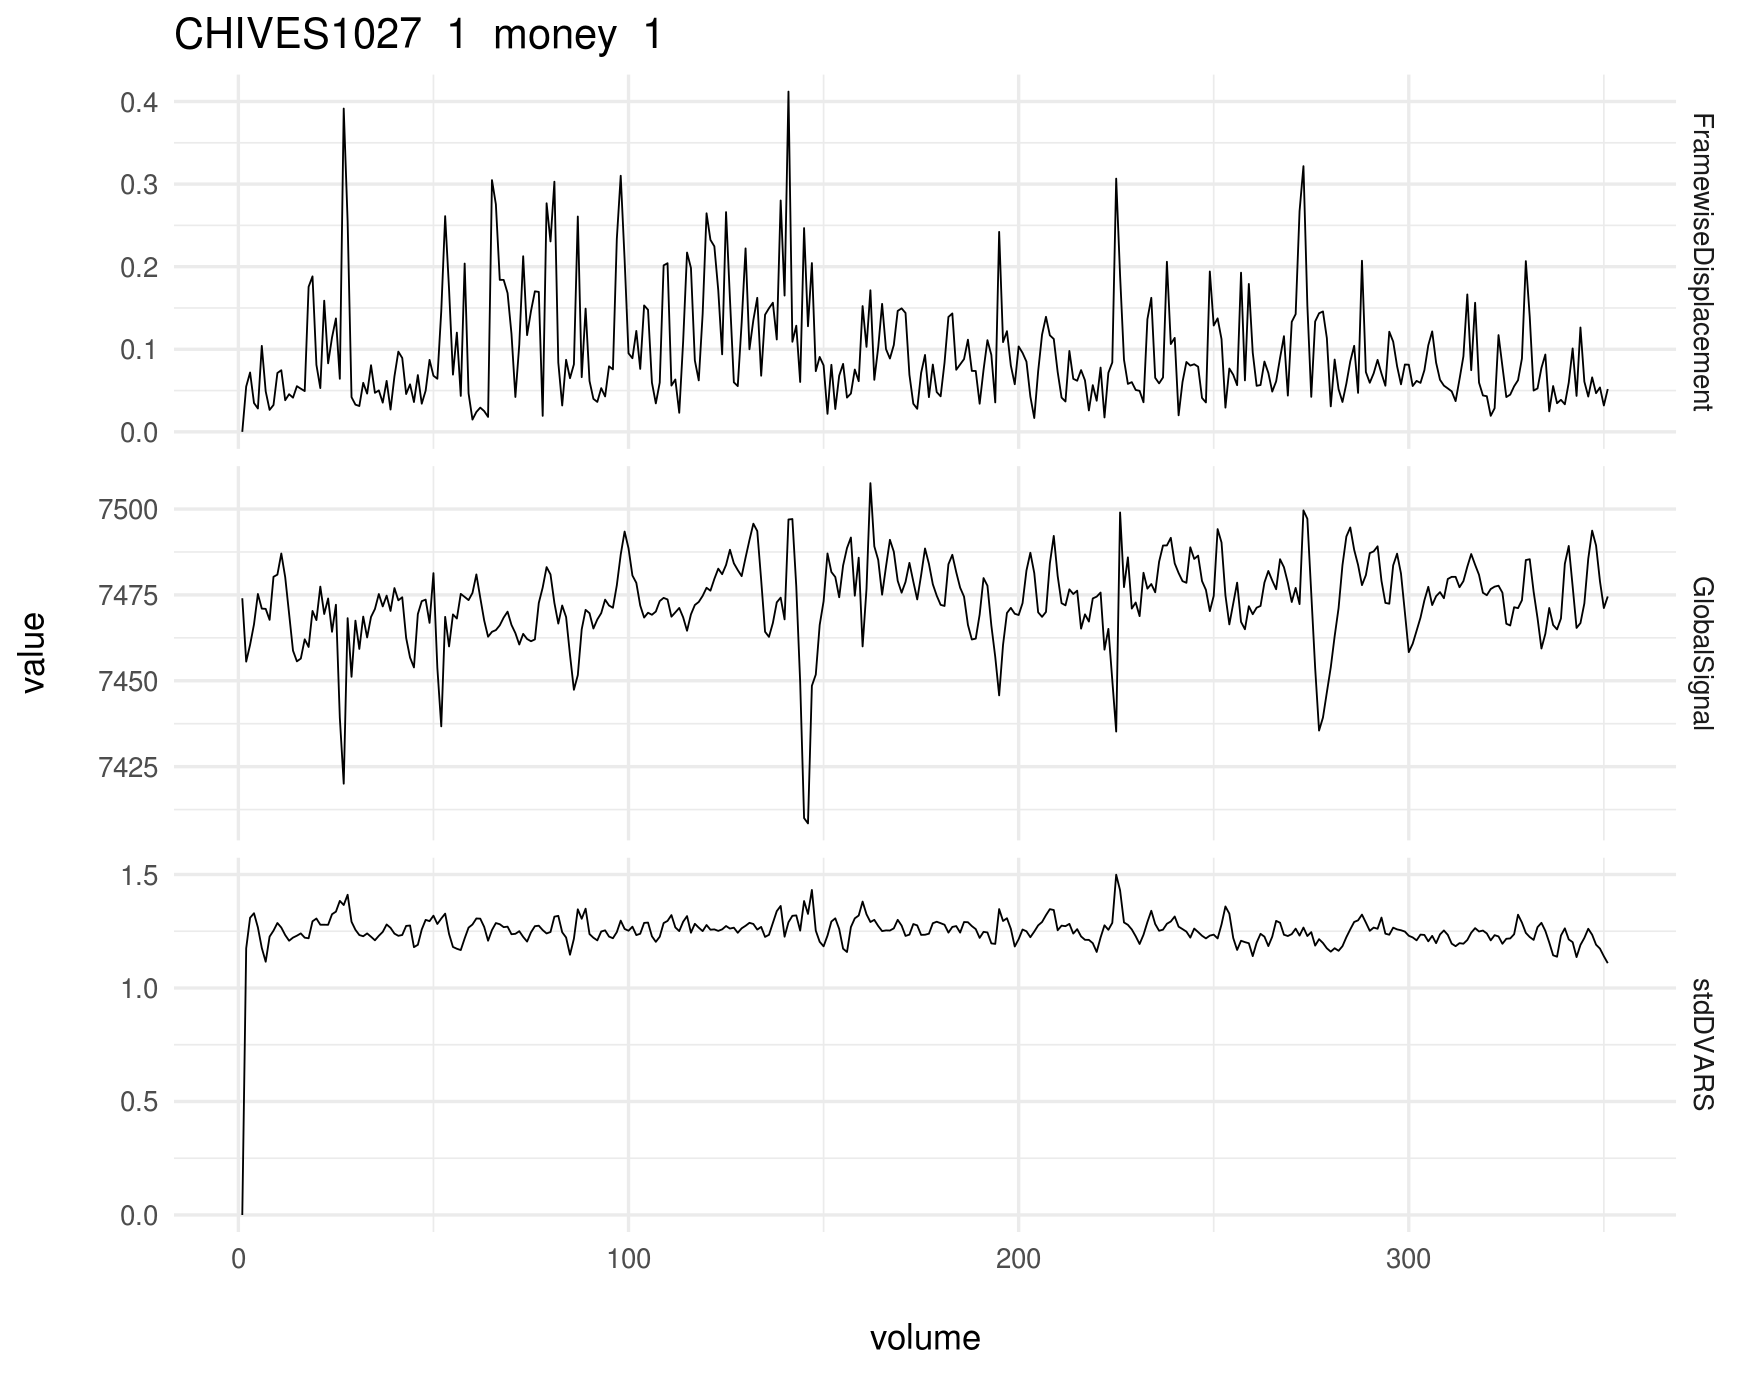 CHIVES1027 1 money 1
0.4
0.3
0.2
0.1
0.0
FramewiseDisplacement
7500
7475
7450
7425
GlobalSignal
value
1.5
1.0
0.5
0.0
stdDVARS
0 100 200 300
volume